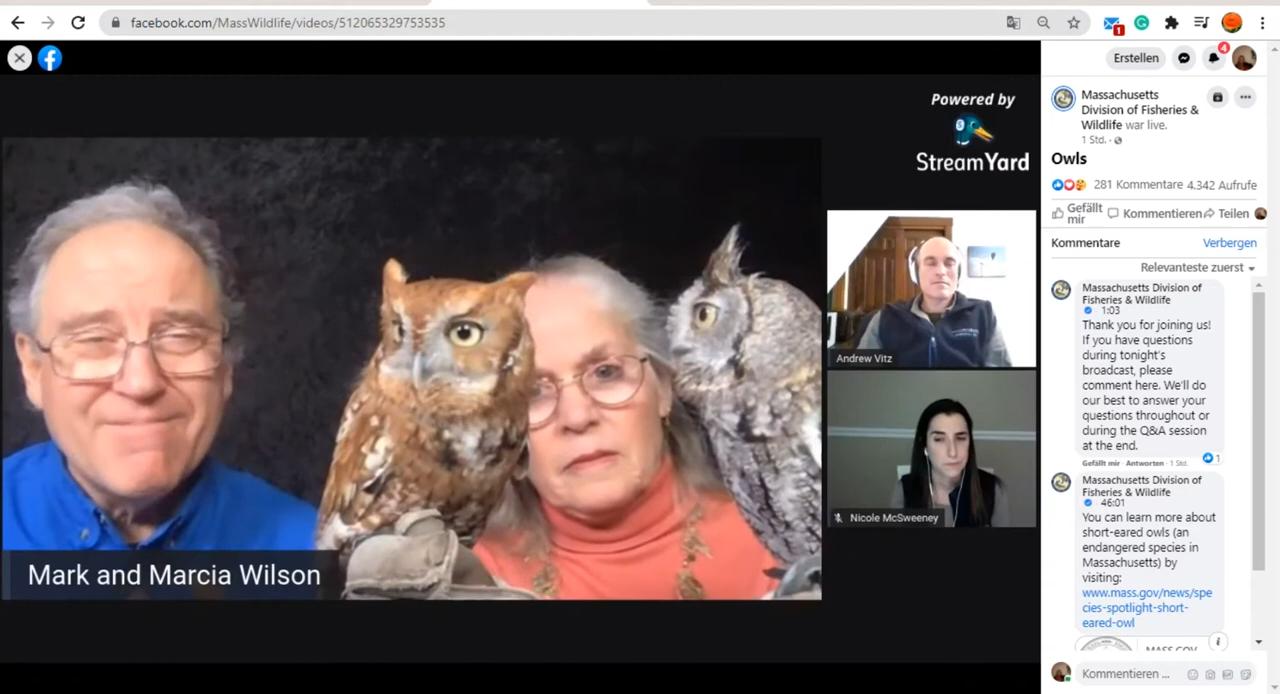 facebook.com/MassWildlife/videos/512065329753535
1
Erstellen
4
Powered by
StreamYard
Mark and Marcia Wilson
Andrew Vitz
Nicole McSweeney
Massachusetts
Division of Fisheries &
Wildlife war live.
1 Std. ·
Owls
281 Kommentare 4.342 Aufrufe
Gefällt
mir
Kommentieren
Teilen
Kommentare
Verbergen
Relevanteste zuerst
Massachusetts Division of
Fisheries & Wildlife
· 1:03
Thank you for joining us!
If you have questions
during tonight's
broadcast, please
comment here. We'll do
our best to answer your
questions throughout or
during the Q&A session
at the end.
1
Gefällt mir · Antworten · 1 Std.
Massachusetts Division of
Fisheries & Wildlife
· 46:01
You can learn more about
short-eared owls (an
endangered species in
Massachusetts) by
visiting:
www.mass.gov/news/spe
cies-spotlight-short-
eared-owl
MASS.GOV
Kommentieren ...